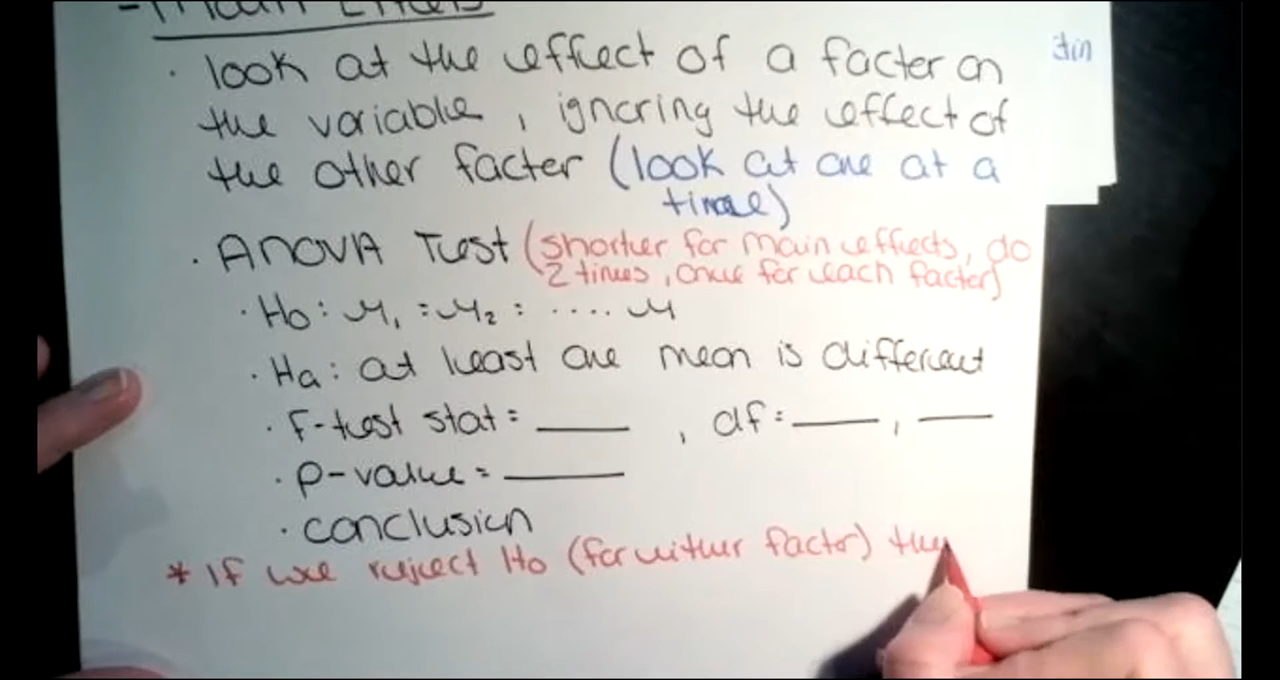 - Main Effects
· look at the effect of a factor on
the variable, ignoring the effect of
the other factor (look at one at a
time)
· ANOVA Test (shorter for main effects, do
2 times, once for each factor)
· Ho: μ₁ = μ₂ = .... μ
· Ha: at least one mean is different
· F-test stat = ____ , df = ____, ____
· p-value = ____
· conclusion
* If we reject Ho (for either factor) the